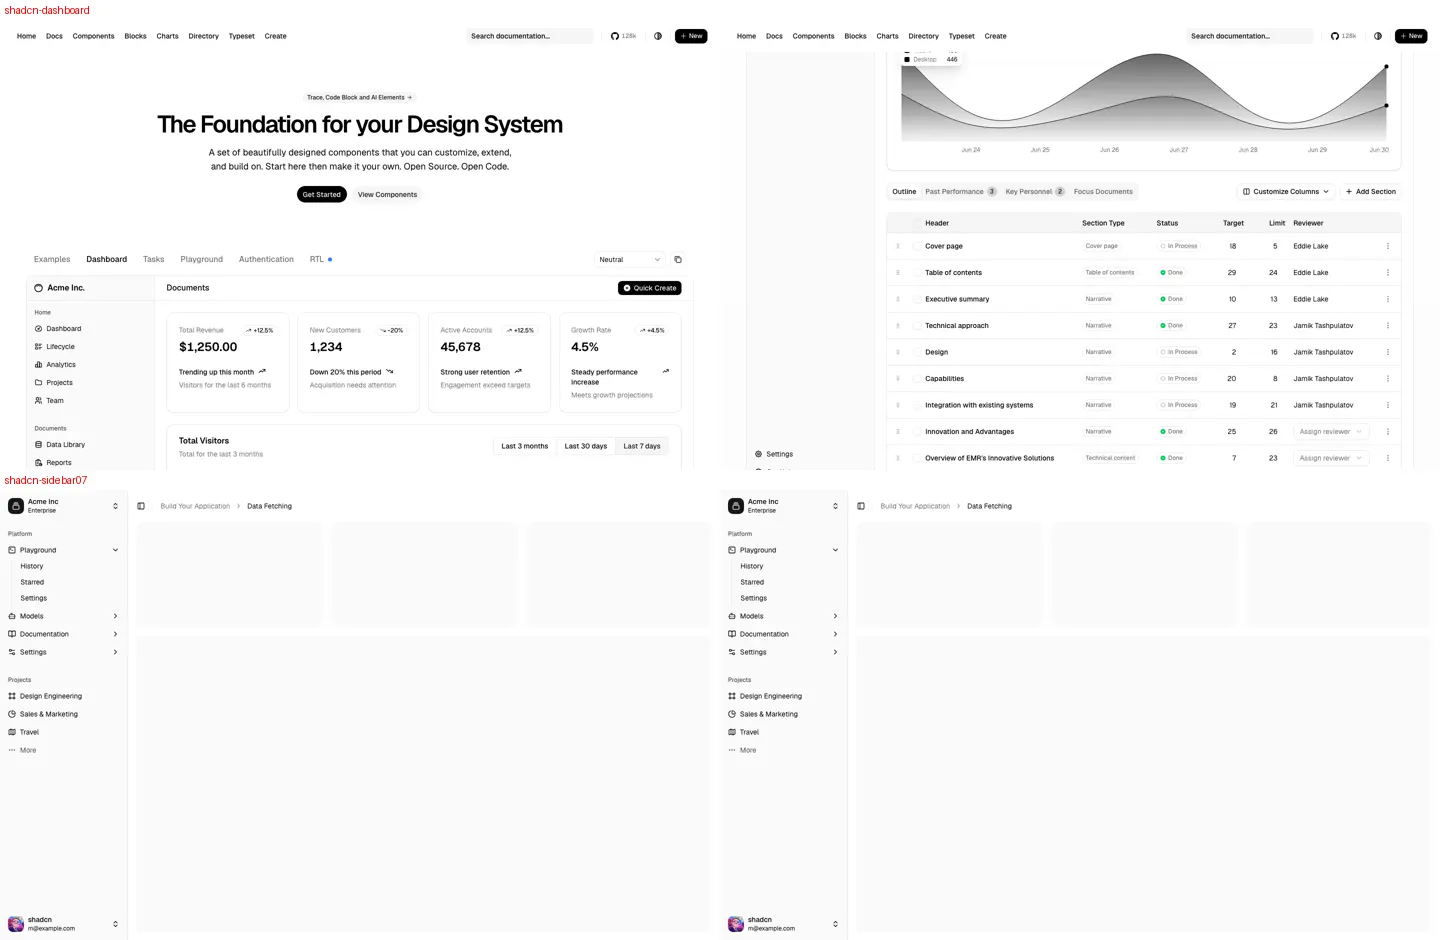 shadcn-dashboard
Home Docs Components Blocks Charts Directory Typeset Create
Search documentation...
128k
New
Trace, Code Block and AI Elements →
The Foundation for your Design System
A set of beautifully designed components that you can customize, extend,
and build on. Start here then make it your own. Open Source. Open Code.
Get Started View Components
Examples Dashboard Tasks Playground Authentication RTL
Neutral
Acme Inc.
Home
Dashboard
Lifecycle
Analytics
Projects
Team
Documents
Data Library
Reports
Documents
Quick Create
Total Revenue +12.5%
$1,250.00
Trending up this month
Visitors for the last 6 months
New Customers -20%
1,234
Down 20% this period
Acquisition needs attention
Active Accounts +12.5%
45,678
Strong user retention
Engagement exceed targets
Growth Rate +4.5%
4.5%
Steady performance
increase
Meets growth projections
Total Visitors
Total for the last 3 months
Last 3 months Last 30 days Last 7 days
Home Docs Components Blocks Charts Directory Typeset Create
Search documentation...
128k
New
Desktop 446
Jun 24 Jun 25 Jun 26 Jun 27 Jun 28 Jun 29 Jun 30
Outline Past Performance 3 Key Personnel 2 Focus Documents
Customize Columns
+ Add Section
Header Section Type Status Target Limit Reviewer
Cover page Cover page In Process 18 5 Eddie Lake
Table of contents Table of contents Done 29 24 Eddie Lake
Executive summary Narrative Done 10 13 Eddie Lake
Technical approach Narrative Done 27 23 Jamik Tashpulatov
Design Narrative In Process 2 16 Jamik Tashpulatov
Capabilities Narrative In Process 20 8 Jamik Tashpulatov
Integration with existing systems Narrative In Process 19 21 Jamik Tashpulatov
Innovation and Advantages Narrative Done 25 26 Assign reviewer
Overview of EMR's Innovative Solutions Technical content Done 7 23 Assign reviewer
Settings
shadcn-sidebar07
Acme Inc
Enterprise
Platform
Playground
History
Starred
Settings
Models
Documentation
Settings
Projects
Design Engineering
Sales & Marketing
Travel
More
shadcn
m@example.com
Build Your Application > Data Fetching
Acme Inc
Enterprise
Platform
Playground
History
Starred
Settings
Models
Documentation
Settings
Projects
Design Engineering
Sales & Marketing
Travel
More
shadcn
m@example.com
Build Your Application > Data Fetching